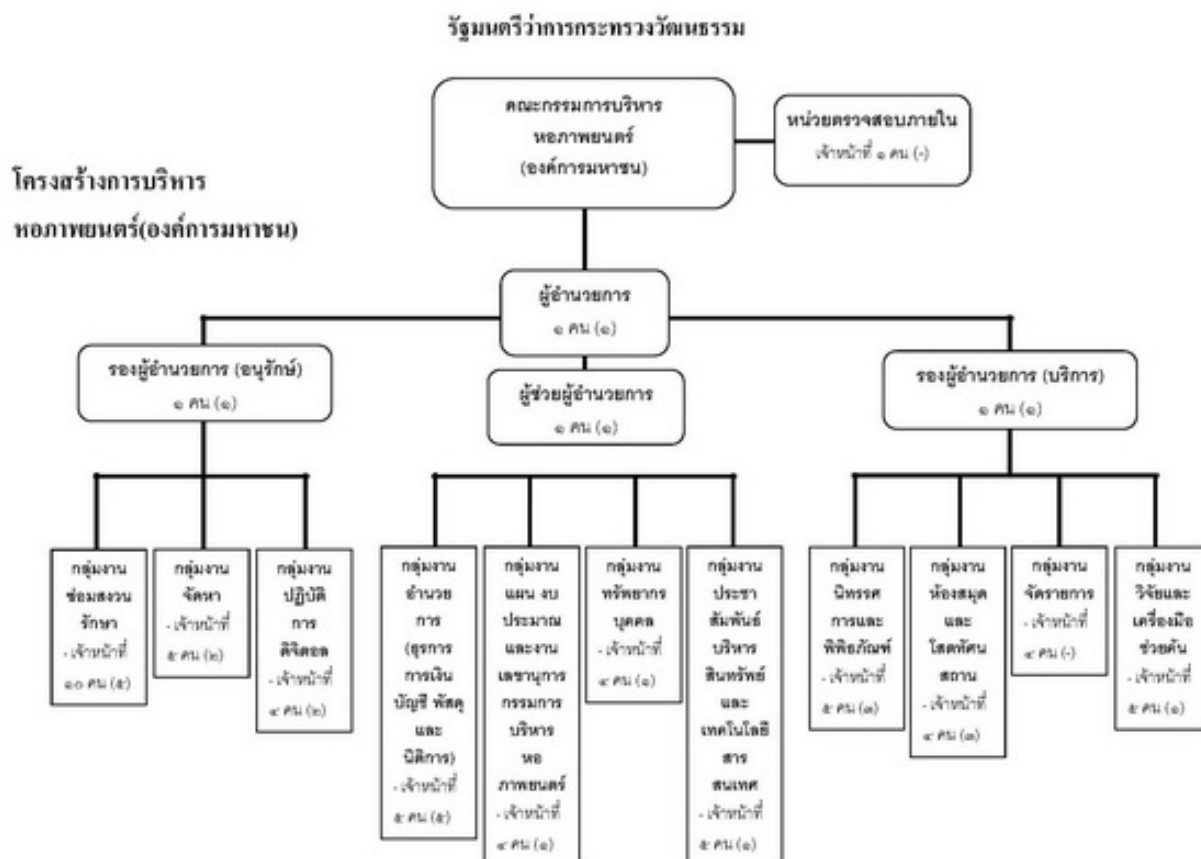 รัฐมนตรีว่าการกระทรวงวัฒนธรรม
คณะกรรมการบริหาร
หอภาพยนตร์
(องค์การมหาชน)
หน่วยตรวจสอบภายใน
เจ้าหน้าที่ ๑ คน (-)
โครงสร้างการบริหาร
หอภาพยนตร์(องค์การมหาชน)
ผู้อำนวยการ
๑ คน (๑)
รองผู้อำนวยการ (อนุรักษ์)
๑ คน (๑)
ผู้ช่วยผู้อำนวยการ
๑ คน (๑)
รองผู้อำนวยการ (บริการ)
๑ คน (๑)
กลุ่มงาน
ซ่อมสงวน
รักษา
- เจ้าหน้าที่
๑๐ คน (๕)
กลุ่มงาน
จัดหา
- เจ้าหน้าที่
๕ คน (๒)
กลุ่มงาน
ปฏิบัติ
การ
ดิจิตอล
- เจ้าหน้าที่
๔ คน (๒)
กลุ่มงาน
อำนวย
การ
(ธุรการ
การเงิน
บัญชี พัสดุ
และ
นิติการ)
- เจ้าหน้าที่
๕ คน (๕)
กลุ่มงาน
แผน งบ
ประมาณ
และงาน
เลขานุการ
กรรมการ
บริหาร
หอ
ภาพยนตร์
- เจ้าหน้าที่
๔ คน (๑)
กลุ่มงาน
ทรัพยากร
บุคคล
- เจ้าหน้าที่
๔ คน (๑)
กลุ่มงาน
ประชา
สัมพันธ์
บริหาร
สินทรัพย์
และ
เทคโนโลยี
สาร
สนเทศ
- เจ้าหน้าที่
๕ คน (๑)
กลุ่มงาน
นิทรรศ
การและ
พิพิธภัณฑ์
- เจ้าหน้าที่
๕ คน (๓)
กลุ่มงาน
ห้องสมุด
และ
โสตทัศน
สถาน
- เจ้าหน้าที่
๔ คน (๓)
กลุ่มงาน
จัดรายการ
- เจ้าหน้าที่
๔ คน (-)
กลุ่มงาน
วิจัยและ
เครื่องมือ
ช่วยค้น
- เจ้าหน้าที่
๕ คน (๑)